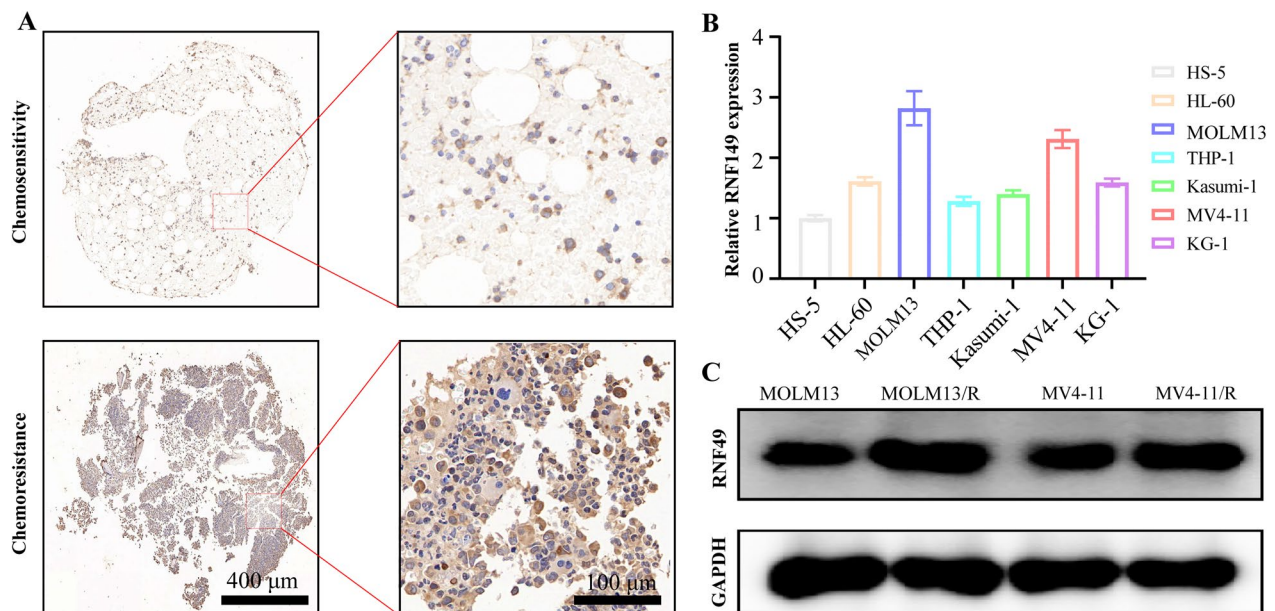 A
Chemosensitivity
Chemoresistance
400 μm
100 μm
B
Relative RNF149 expression
4
3
2
1
0
HS-5
HL-60
MOLM13
THP-1
Kasumi-1
MV4-11
KG-1
HS-5
HL-60
MOLM13
THP-1
Kasumi-1
MV4-11
KG-1
C
MOLM13 MOLM13/R MV4-11 MV4-11/R
RNF49
GAPDH